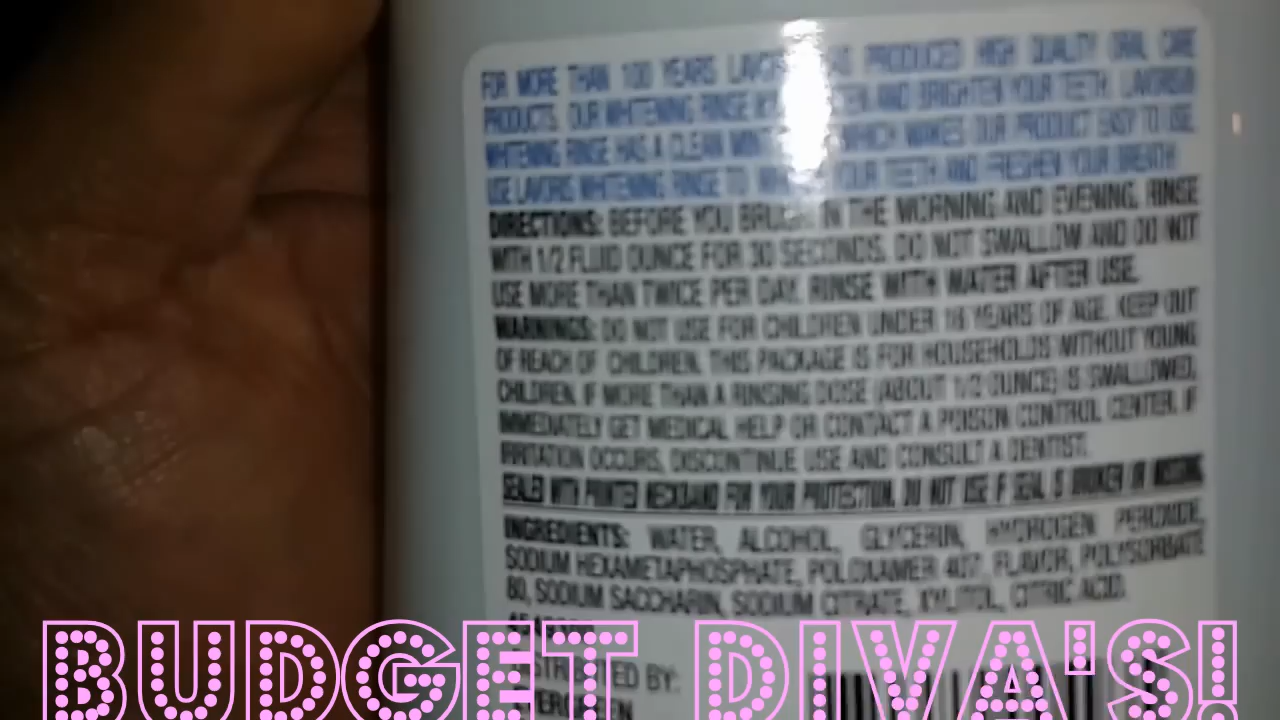 FOR MORE THAN 100 YEARS PRODUCED HIGH QUALITY ORAL CARE
PRODUCTS. OUR WHITENING RINSE AND BRIGHTEN YOUR TEETH. LAVORIS®
WHITENING RINSE HAS A CLEAN WHICH MAKES OUR PRODUCT EASY TO USE.
USE LAVORIS WHITENING RINSE TO YOUR TEETH AND FRESHEN YOUR BREATH.
DIRECTIONS: BEFORE YOU BRUSH IN THE MORNING AND EVENING, RINSE
WITH 1/2 FLUID OUNCE FOR 30 SECONDS. DO NOT SWALLOW AND DO NOT
USE MORE THAN TWICE PER DAY. RINSE WITH WATER AFTER USE.
WARNINGS: DO NOT USE FOR CHILDREN UNDER YEARS OF AGE. KEEP OUT
OF REACH OF CHILDREN. THIS PACKAGE IS FOR HOUSEHOLDS WITHOUT YOUNG
CHILDREN. IF MORE THAN A RINSING DOSE (ABOUT 1/2 OUNCE) IS SWALLOWED,
IMMEDIATELY GET MEDICAL HELP OR CONTACT A POISON CONTROL CENTER. IF
IRRITATION OCCURS, DISCONTINUE USE AND CONSULT A DENTIST.
SEALED WITH PRINTED NECKBAND FOR YOUR PROTECTION. DO NOT USE IF SEAL IS BROKEN OR MISSING.
INGREDIENTS: WATER, ALCOHOL, GLYCERIN, HYDROGEN PEROXIDE,
SODIUM HEXAMETAPHOSPHATE, POLOXAMER 407, FLAVOR, POLYSORBATE
80, SODIUM SACCHARIN, SODIUM CITRATE, XYLITOL, CITRIC ACID.
DISTRIBUTED BY:
BUDGET DIVA'S!